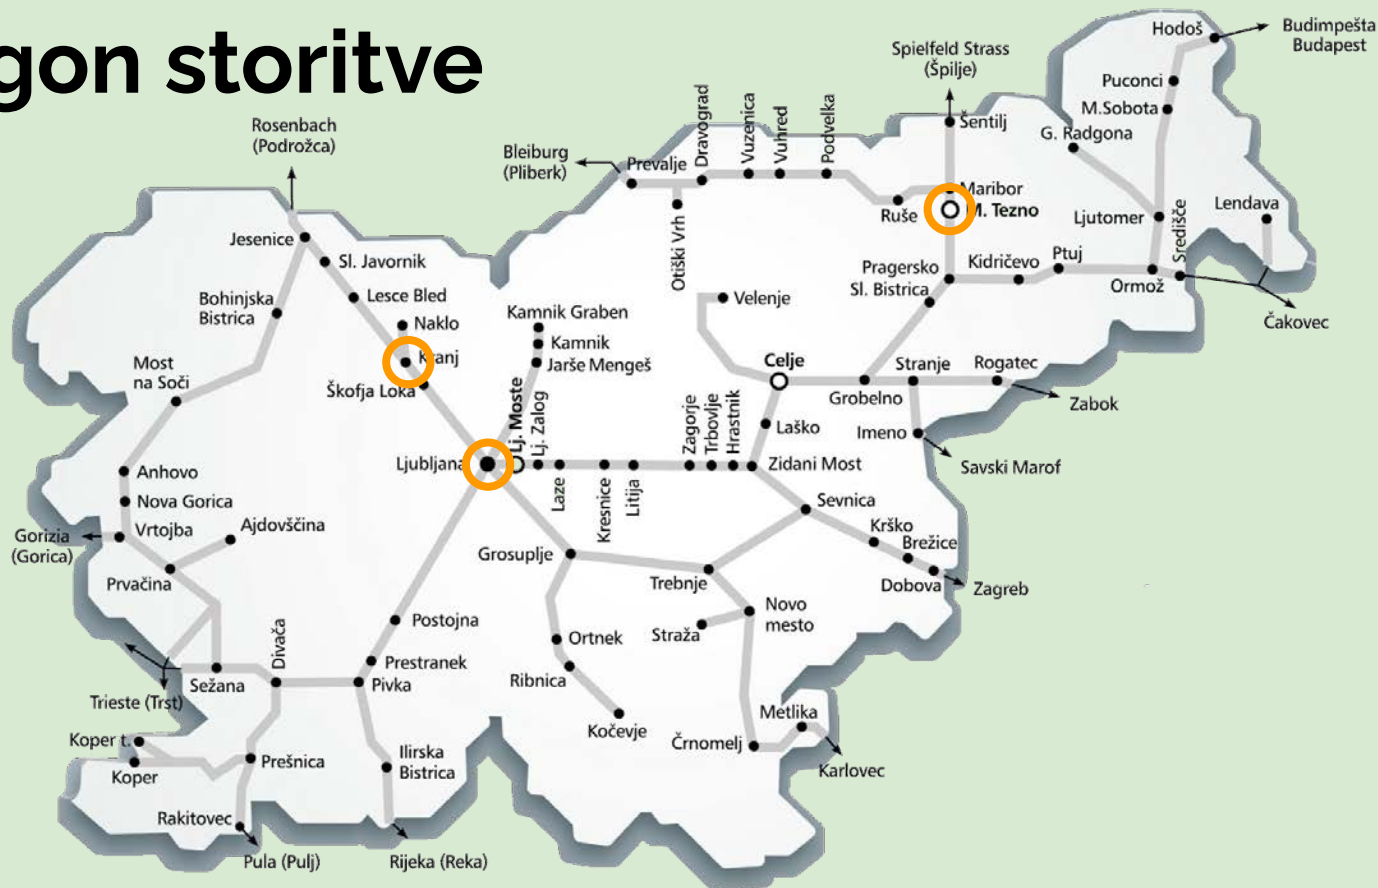 gon storitve
Hodoš
Budimpešta
Budapest
Spielfeld Strass
(Špilje)
Puconci
M.Sobota
G. Radgona
Šentilj
Rosenbach
(Podrožca)
Bleiburg
(Pliberk)
Prevalje
Dravograd
Vuzenica
Vuhred
Podvelka
Maribor
M. Tezno
Ruše
Ljutomer
Središče
Lendava
Otiški Vrh
Jesenice
Sl. Javornik
Pragersko
Kidričevo
Ptuj
Sl. Bistrica
Ormož
Čakovec
Bohinjska
Bistrica
Lesce Bled
Velenje
Naklo
Kamnik Graben
Kamnik
Jarše Mengeš
Kranj
Most
na Soči
Škofja Loka
Celje
Stranje
Rogatec
Grobelno
Zabok
Lj. Moste
Lj. Zalog
Zagorje
Trbovlje
Hrastnik
Laško
Imeno
Savski Marof
Ljubljana
Zidani Most
Anhovo
Laze
Kresnice
Litija
Nova Gorica
Sevnica
Vrtojba
Ajdovščina
Gorizia
(Gorica)
Krško
Brežice
Grosuplje
Prvačina
Trebnje
Dobova
Zagreb
Postojna
Novo
mesto
Straža
Ortnek
Divača
Prestranek
Ribnica
Sežana
Pivka
Trieste (Trst)
Kočevje
Metlika
Koper t.
Črnomelj
Koper
Prešnica
Ilirska
Bistrica
Karlovec
Rakitovec
Pula (Pulj)
Rijeka (Reka)